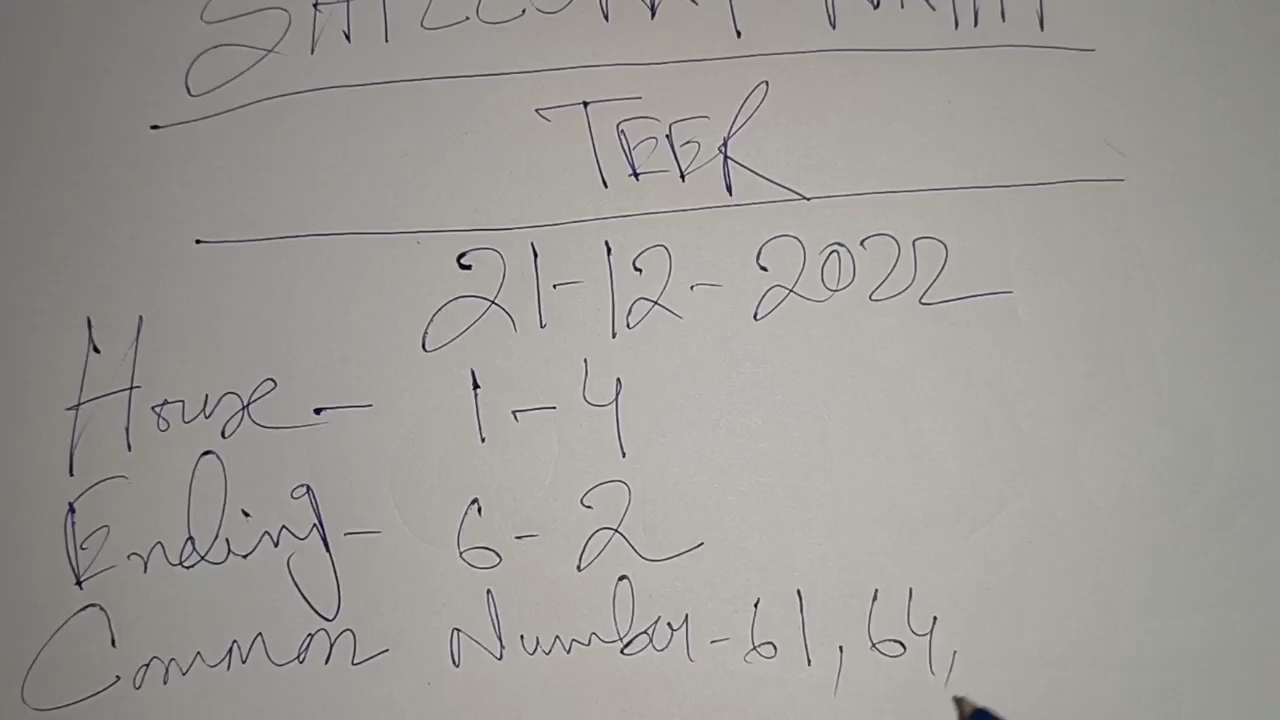 TEER
21-12-2022
House - 1-4
Ending - 6-2
Common Number - 61, 64,